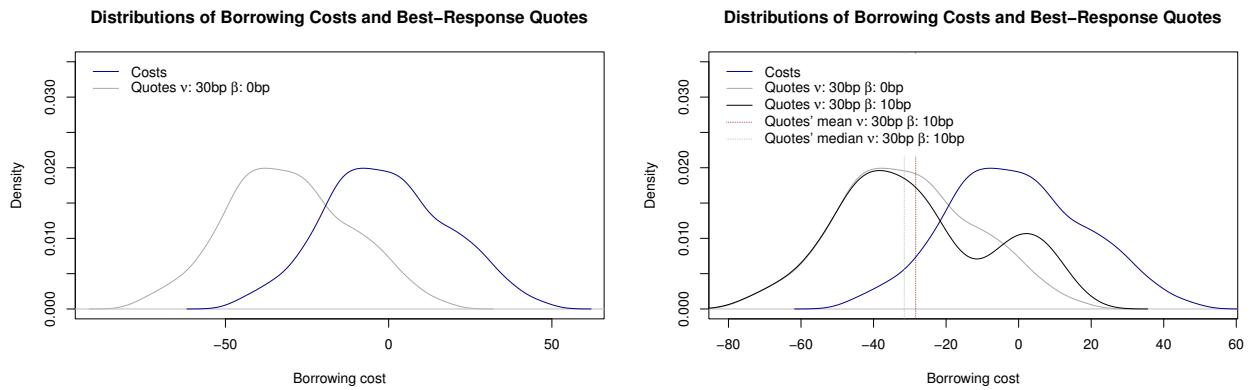 Distributions of Borrowing Costs and Best−Response Quotes
Costs
Quotes ν: 30bp β: 0bp
Density
0.000
0.010
0.020
0.030
−50
0
50
Borrowing cost
Distributions of Borrowing Costs and Best−Response Quotes
Costs
Quotes ν: 30bp β: 0bp
Quotes ν: 30bp β: 10bp
Quotes' mean ν: 30bp β: 10bp
Quotes' median ν: 30bp β: 10bp
Density
0.000
0.010
0.020
0.030
−80
−60
−40
−20
0
20
40
60
Borrowing cost